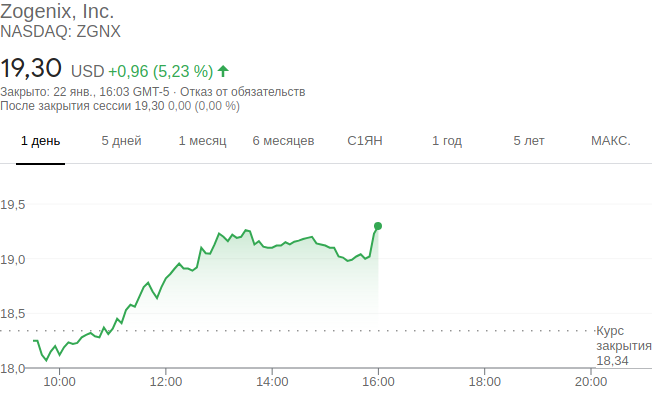 Zogenix, Inc.
NASDAQ: ZGNX
19,30 USD +0,96 (5,23 %)
Закрыто: 22 янв., 16:03 GMT-5 · Отказ от обязательств
После закрытия сессии 19,30 0,00 (0,00 %)
1 день 5 дней 1 месяц 6 месяцев С1ЯН 1 год 5 лет МАКС.
19,5
19,0
18,5
Курс
закрытия
18,34
18,0
10:00 12:00 14:00 16:00 18:00 20:00